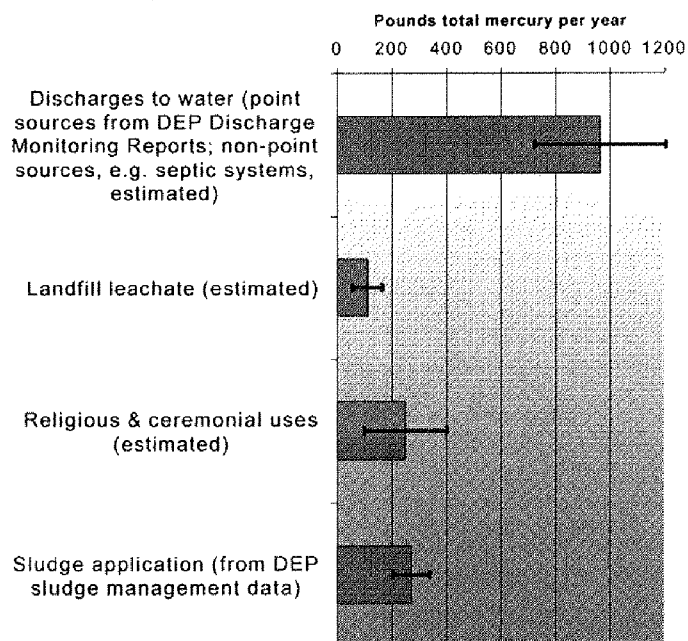 Pounds total mercury per year
0 200 400 600 800 1000 1200
Discharges to water (point
sources from DEP Discharge
Monitoring Reports; non-point
sources, e.g. septic systems,
estimated)
Landfill leachate (estimated)
Religious & ceremonial uses
(estimated)
Sludge application (from DEP
sludge management data)